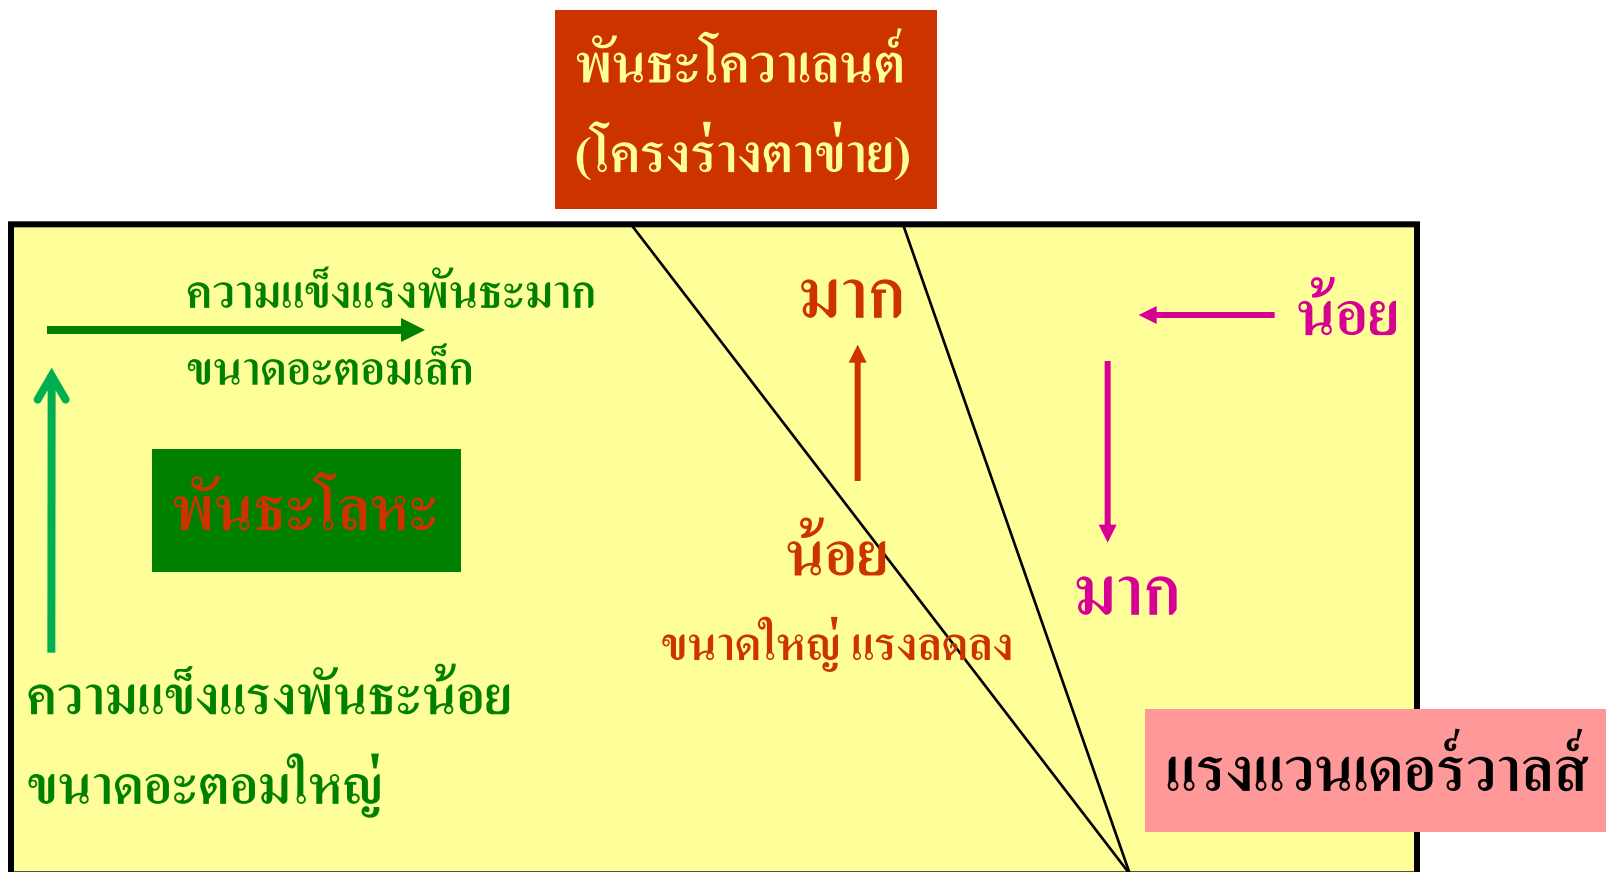 พันธะโควาเลนต์
(โครงร่างตาข่าย)
ความแข็งแรงพันธะมาก
ขนาดอะตอมเล็ก
พันธะโลหะ
ความแข็งแรงพันธะน้อย
ขนาดอะตอมใหญ่
มาก
น้อย
ขนาดใหญ่ แรงลดลง
น้อย
มาก
แรงแวนเดอร์วาลส์